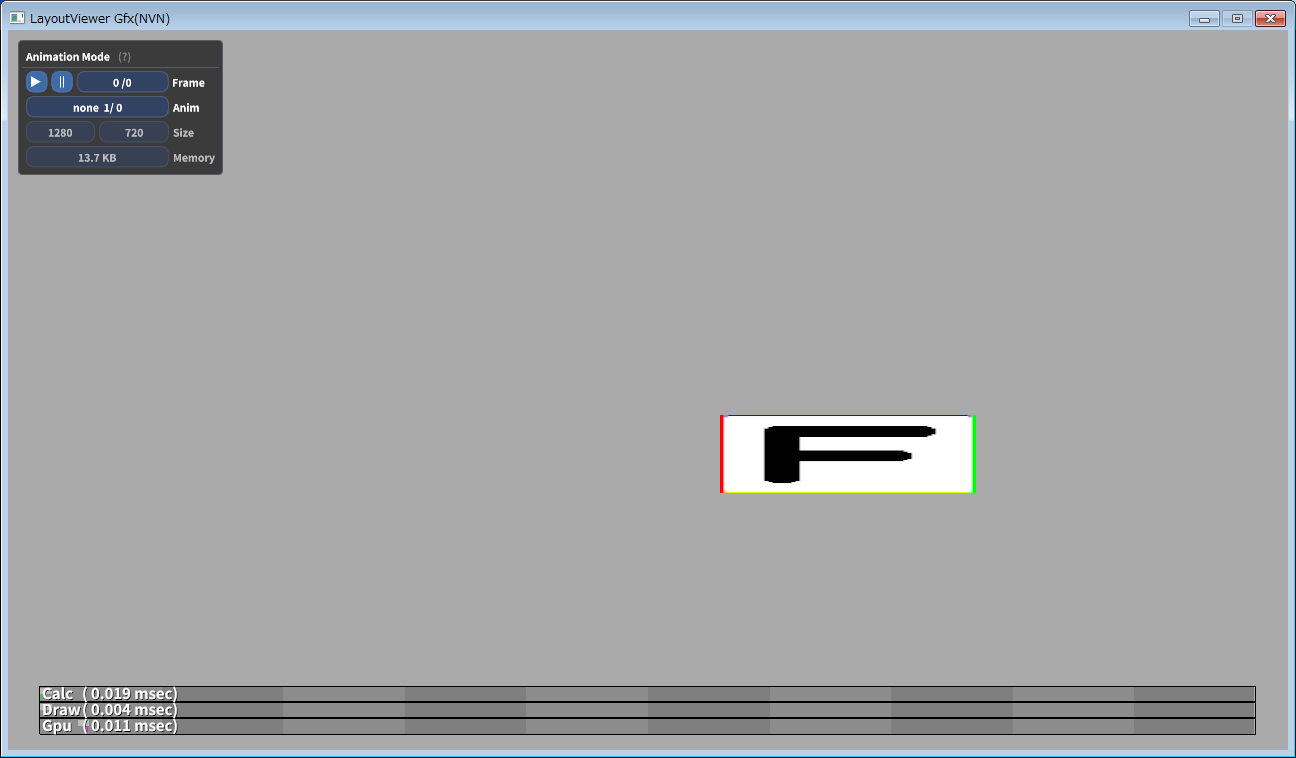 LayoutViewer Gfx(NVN)
Animation Mode (?)
0 /0 Frame
none 1/ 0 Anim
1280 720 Size
13.7 KB Memory
F
Calc ( 0.019 msec)
Draw ( 0.004 msec)
Gpu ( 0.011 msec)